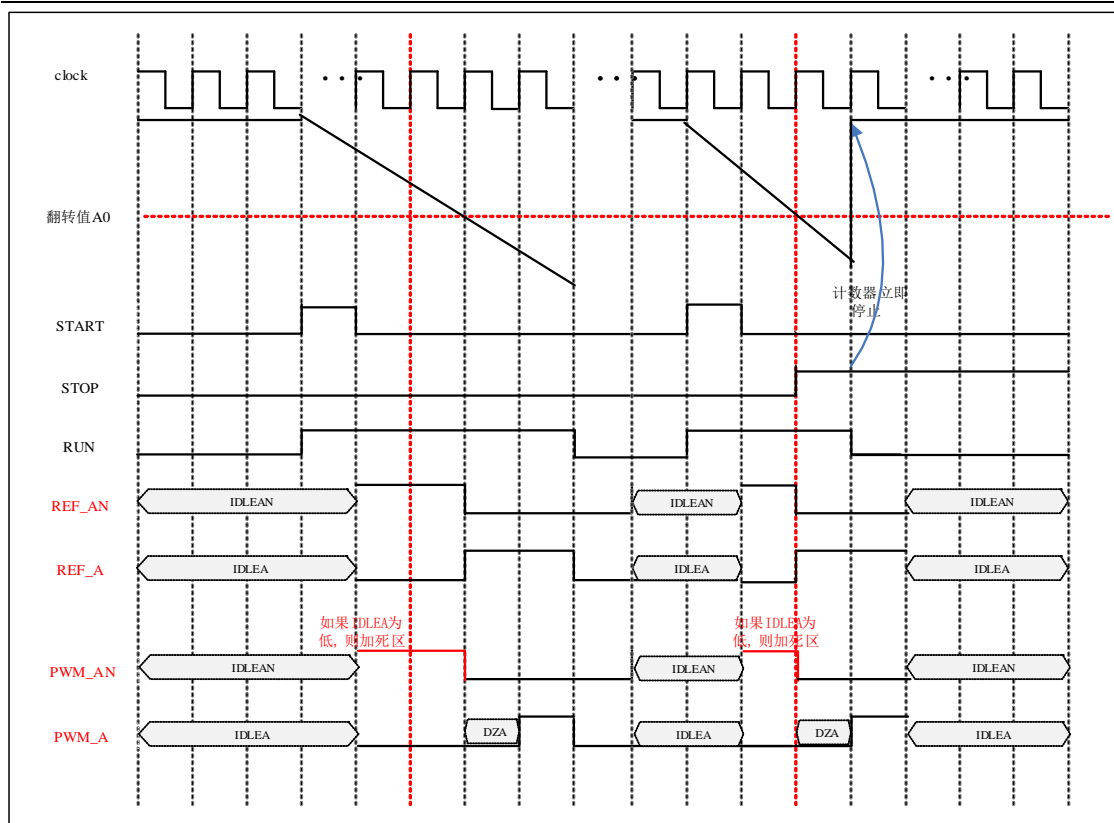 clock
翻转值A0
计数器立即
停止
START
STOP
RUN
REF_AN
IDLEAN
IDLEAN
IDLEAN
REF_A
IDLEA
IDLEA
IDLEA
如果IDLEA为
低, 则加死区
如果IDLEA为
低, 则加死区
PWM_AN
IDLEAN
IDLEAN
IDLEAN
PWM_A
IDLEA
DZA
IDLEA
DZA
IDLEA